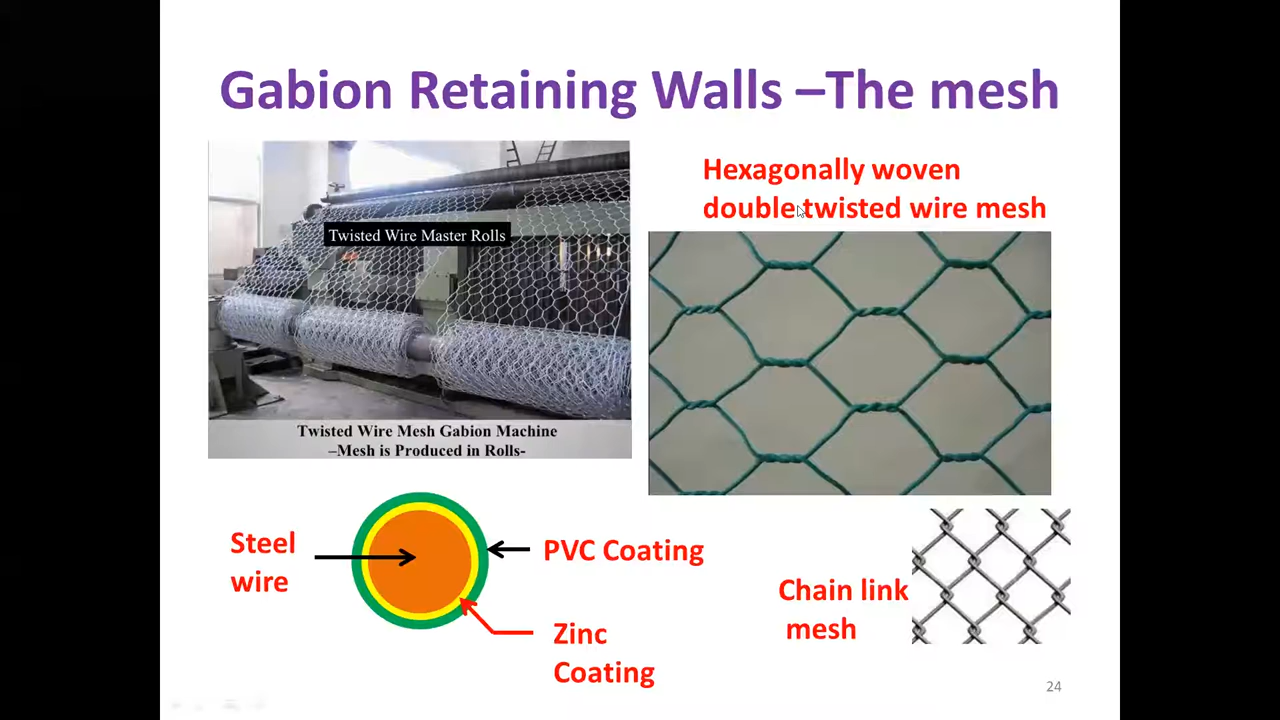 Gabion Retaining Walls –The mesh
Twisted Wire Master Rolls
Twisted Wire Mesh Gabion Machine
–Mesh is Produced in Rolls-
Hexagonally woven
double twisted wire mesh
Steel
wire
PVC Coating
Zinc
Coating
Chain link
mesh
24